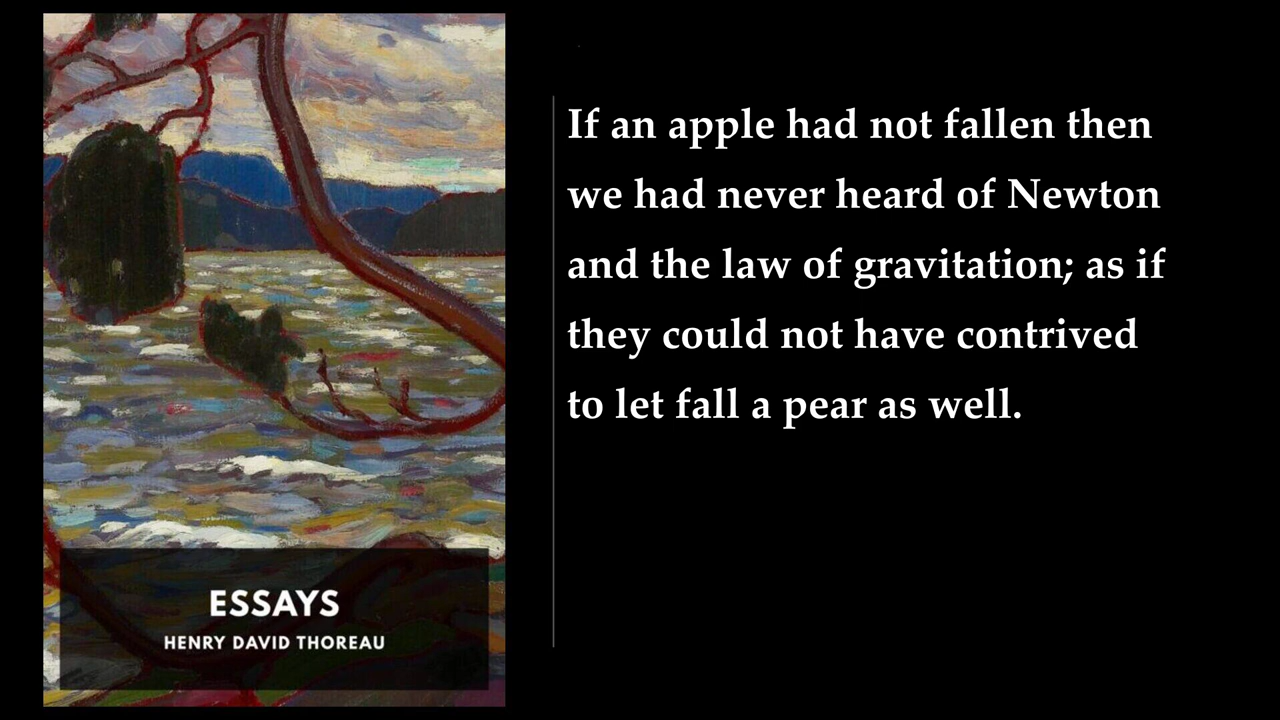 If an apple had not fallen then
we had never heard of Newton
and the law of gravitation; as if
they could not have contrived
to let fall a pear as well.
ESSAYS
HENRY DAVID THOREAU